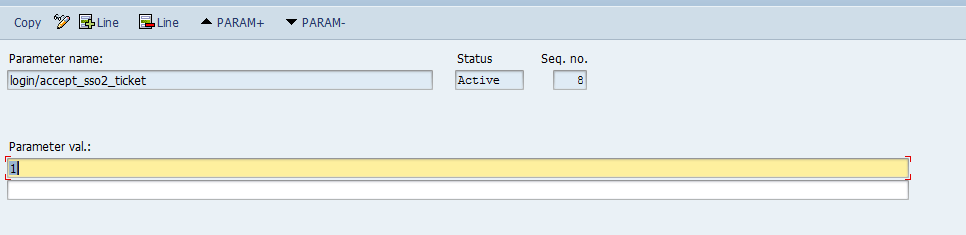 Copy Line Line PARAM+ PARAM-
Parameter name: Status Seq. no.
login/accept_sso2_ticket Active 8
Parameter val.:
1